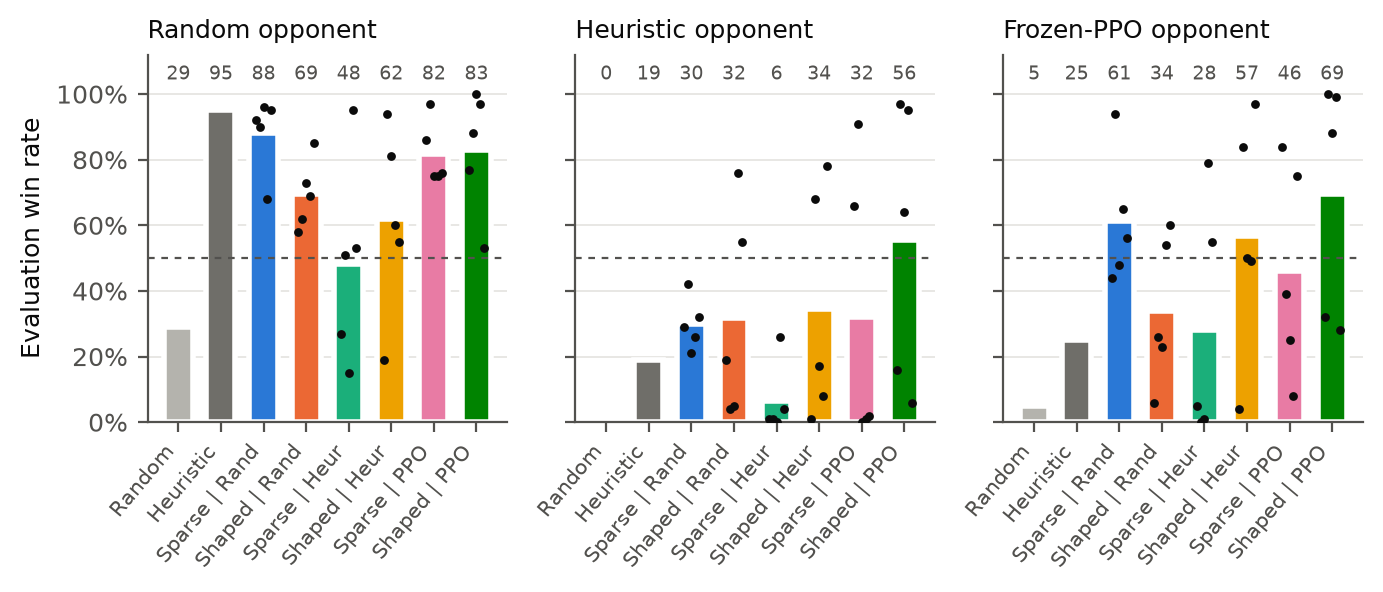 Random opponent
Heuristic opponent
Frozen-PPO opponent
29 95 88 69 48 62 82 83
0 19 30 32 6 34 32 56
5 25 61 34 28 57 46 69
Evaluation win rate
100%
80%
60%
40%
20%
0%
Random
Heuristic
Sparse | Rand
Shaped | Rand
Sparse | Heur
Shaped | Heur
Sparse | PPO
Shaped | PPO
Random
Heuristic
Sparse | Rand
Shaped | Rand
Sparse | Heur
Shaped | Heur
Sparse | PPO
Shaped | PPO
Random
Heuristic
Sparse | Rand
Shaped | Rand
Sparse | Heur
Shaped | Heur
Sparse | PPO
Shaped | PPO